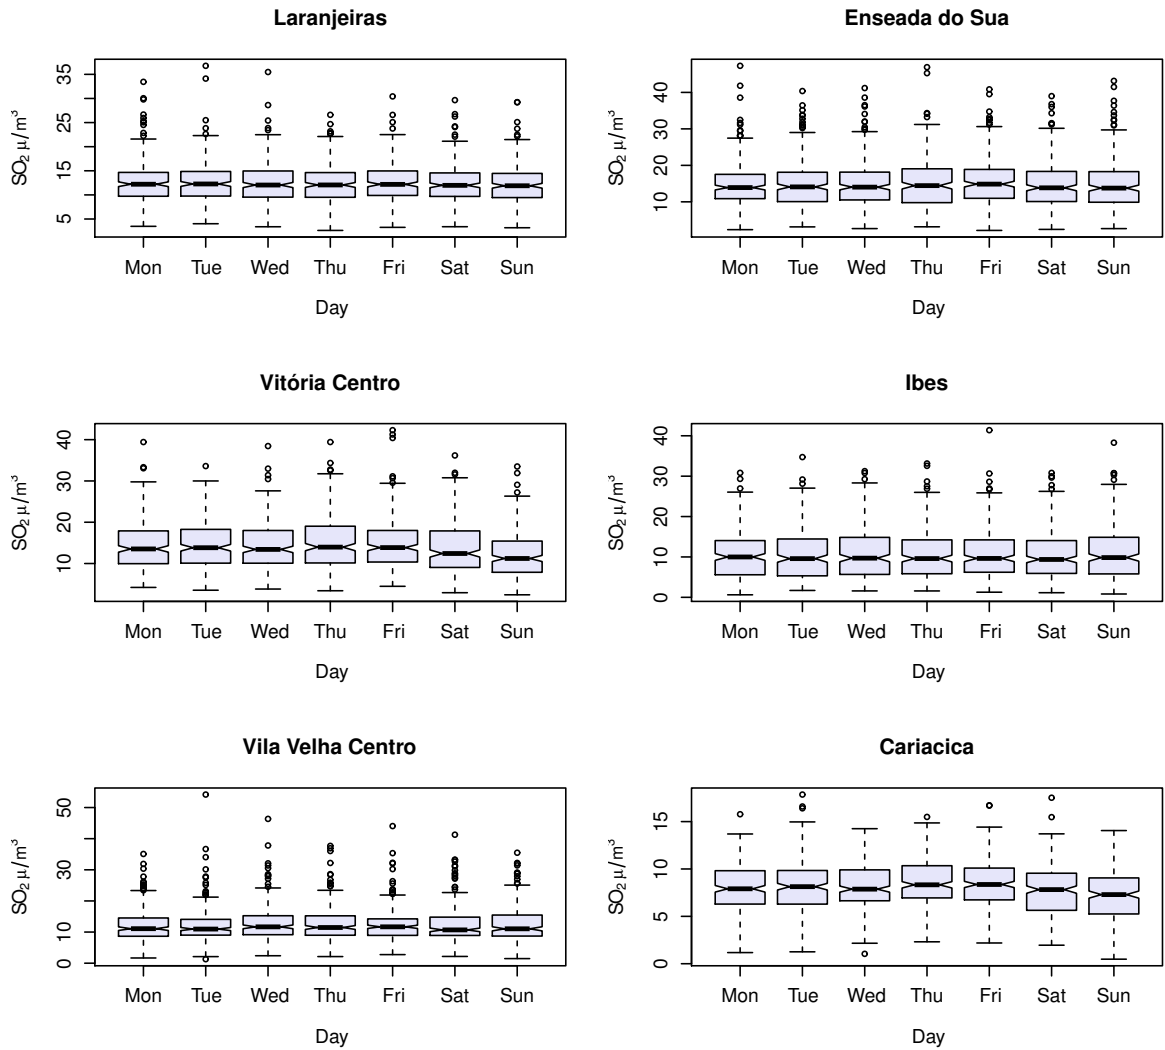 Laranjeiras
SO2 μ/m³
35
25
15
5
Mon Tue Wed Thu Fri Sat Sun
Day
Enseada do Sua
SO2 μ/m³
40
30
20
10
Mon Tue Wed Thu Fri Sat Sun
Day
Vitória Centro
SO2 μ/m³
40
30
20
10
Mon Tue Wed Thu Fri Sat Sun
Day
Ibes
SO2 μ/m³
40
30
20
10
0
Mon Tue Wed Thu Fri Sat Sun
Day
Vila Velha Centro
SO2 μ/m³
50
30
10
0
Mon Tue Wed Thu Fri Sat Sun
Day
Cariacica
SO2 μ/m³
15
10
5
0
Mon Tue Wed Thu Fri Sat Sun
Day